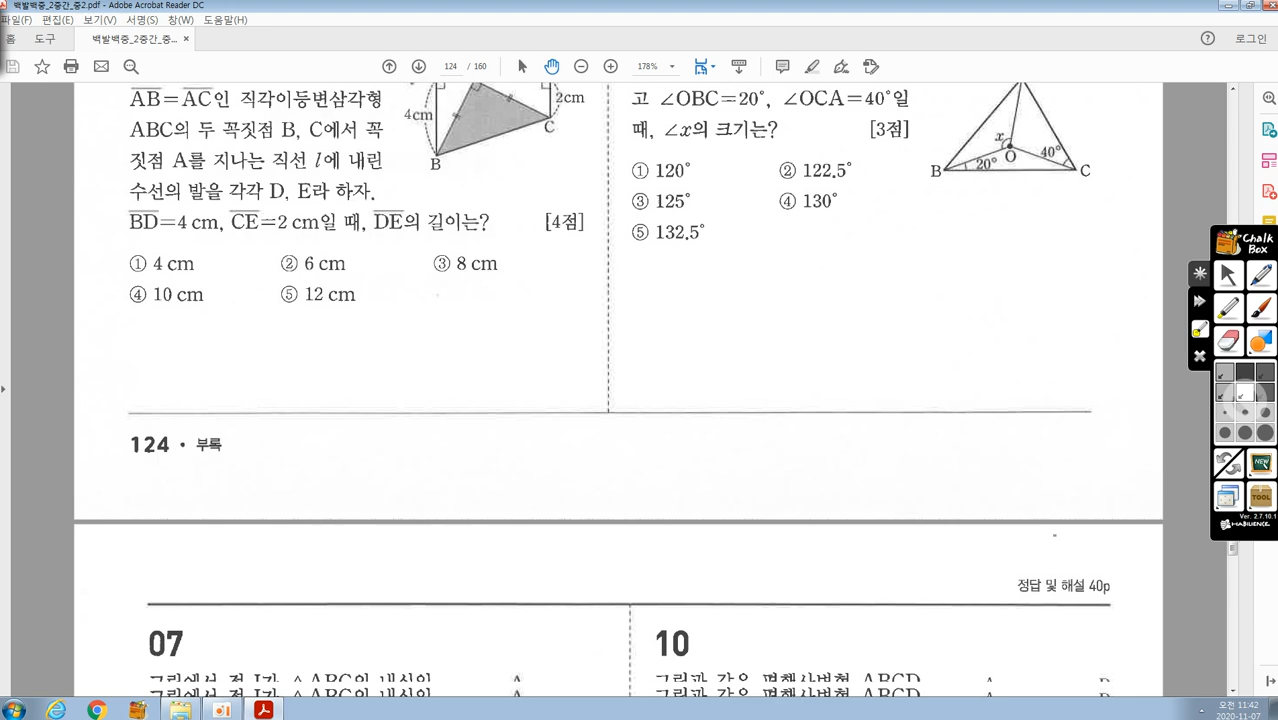 백발백중_2중간_중2.pdf - Adobe Acrobat Reader DC
파일(F) 편집(E) 보기(V) 서명(S) 창(W) 도움말(H)
홈 도구 백발백중_2중간_중... ×
로그인
124 / 160
178%
AB=AC인 직각이등변삼각형
ABC의 두 꼭짓점 B, C에서 꼭
짓점 A를 지나는 직선 l에 내린
수선의 발을 각각 D, E라 하자.
BD=4 cm, CE=2 cm일 때, DE의 길이는? [4점]
① 4 cm ② 6 cm ③ 8 cm
④ 10 cm ⑤ 12 cm
4cm
2cm
C
B
고 ∠OBC=20°, ∠OCA=40°일
때, ∠x의 크기는? [3점]
① 120° ② 122.5°
③ 125° ④ 130°
⑤ 132.5°
x
O
40°
20°
B
C
124 • 부록
정답 및 해설 40p
07
10
Chalk
Box
NEW
TOOL
Ver. 2.7.10.1
HABILIENCE
오전 11:42
2020-11-07